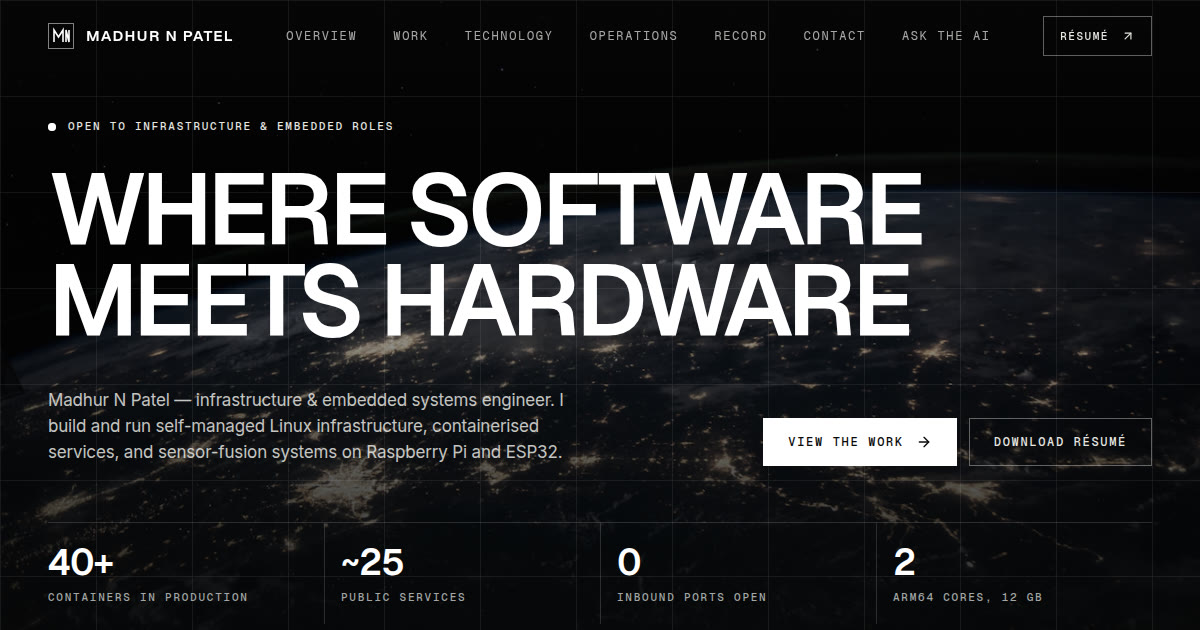 MN MADHUR N PATEL OVERVIEW WORK TECHNOLOGY OPERATIONS RECORD CONTACT ASK THE AI RÉSUMÉ
OPEN TO INFRASTRUCTURE & EMBEDDED ROLES
WHERE SOFTWARE
MEETS HARDWARE
Madhur N Patel — infrastructure & embedded systems engineer. I
build and run self-managed Linux infrastructure, containerised
services, and sensor-fusion systems on Raspberry Pi and ESP32.
VIEW THE WORK → DOWNLOAD RÉSUMÉ
40+ ~25 0 2
CONTAINERS IN PRODUCTION PUBLIC SERVICES INBOUND PORTS OPEN ARM64 CORES, 12 GB